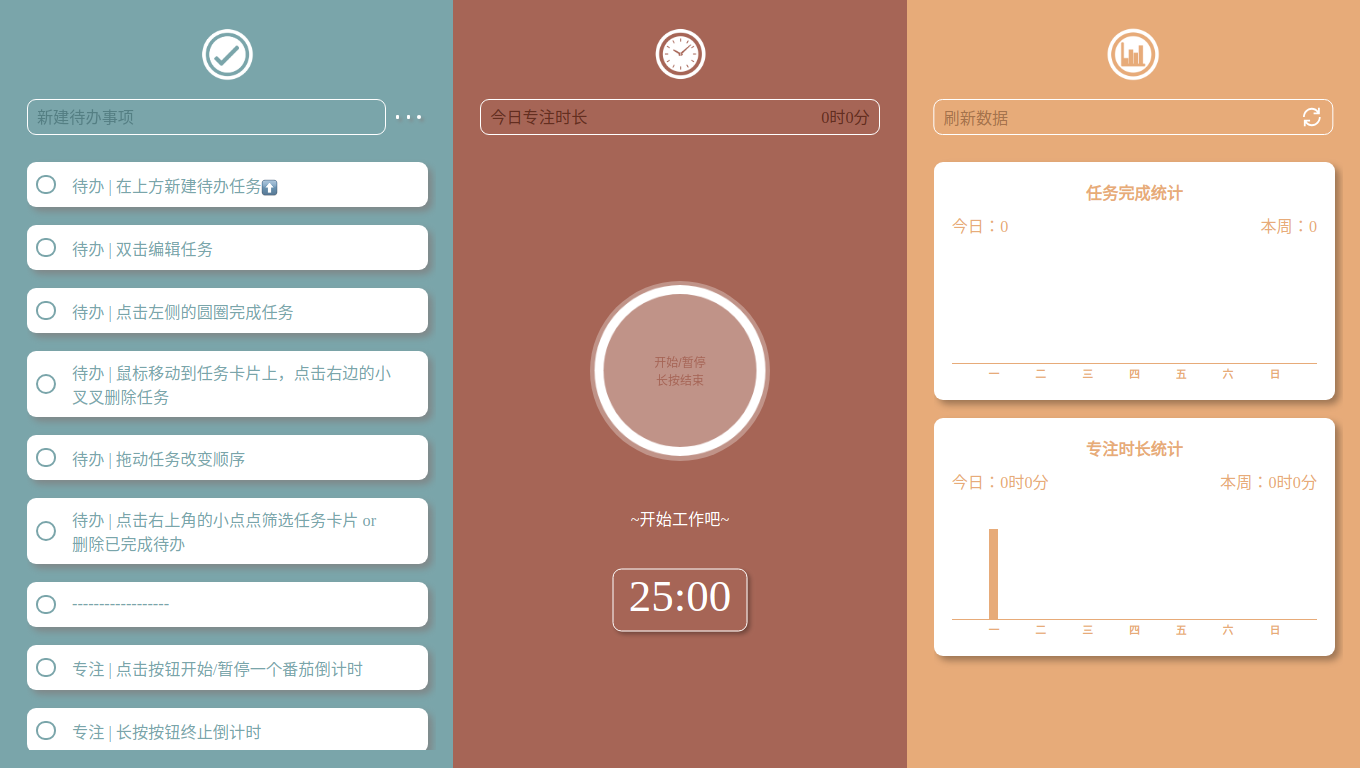 新建待办事项
待办 | 在上方新建待办任务⬆️
待办 | 双击编辑任务
待办 | 点击左侧的圆圈完成任务
待办 | 鼠标移动到任务卡片上，点击右边的小
叉叉删除任务
待办 | 拖动任务改变顺序
待办 | 点击右上角的小点点筛选任务卡片 or
删除已完成待办
------------------
专注 | 点击按钮开始/暂停一个番茄倒计时
专注 | 长按按钮终止倒计时
今日专注时长 0时0分
开始/暂停
长按结束
~开始工作吧~
25:00
刷新数据
任务完成统计
今日：0 本周：0
一 二 三 四 五 六 日
专注时长统计
今日：0时0分 本周：0时0分
一 二 三 四 五 六 日